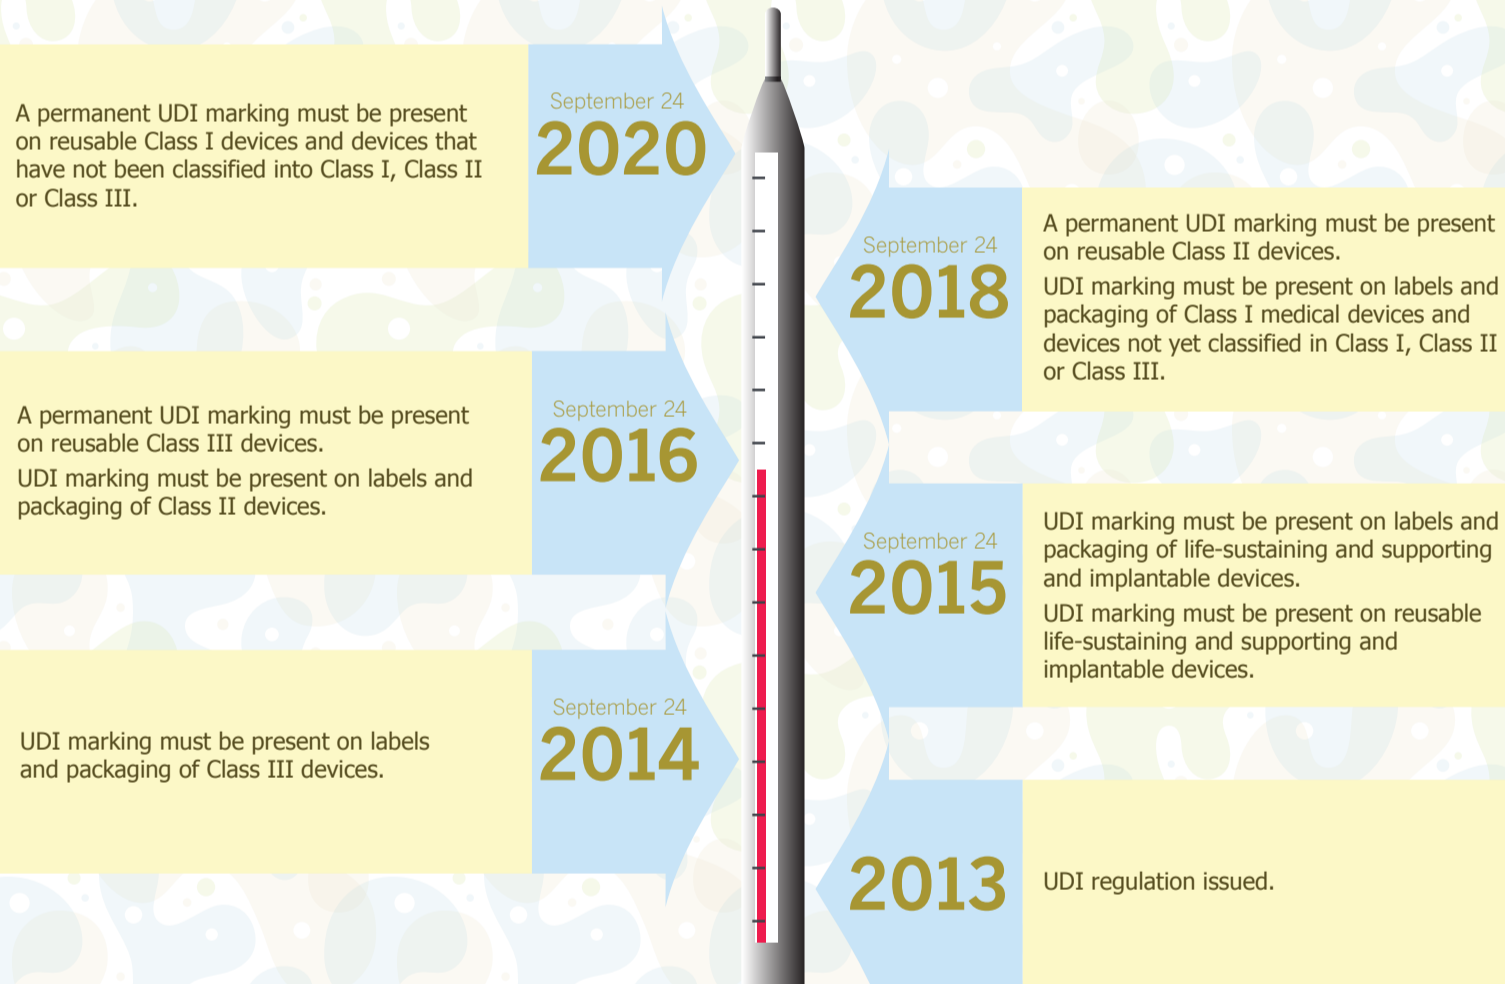 September 24
2020
A permanent UDI marking must be present
on reusable Class I devices and devices that
have not been classified into Class I, Class II
or Class III.
September 24
2018
A permanent UDI marking must be present
on reusable Class II devices.
UDI marking must be present on labels and
packaging of Class I medical devices and
devices not yet classified in Class I, Class II
or Class III.
September 24
2016
A permanent UDI marking must be present
on reusable Class III devices.
UDI marking must be present on labels and
packaging of Class II devices.
September 24
2015
UDI marking must be present on labels and
packaging of life-sustaining and supporting
and implantable devices.
UDI marking must be present on reusable
life-sustaining and supporting and
implantable devices.
September 24
2014
UDI marking must be present on labels
and packaging of Class III devices.
2013
UDI regulation issued.